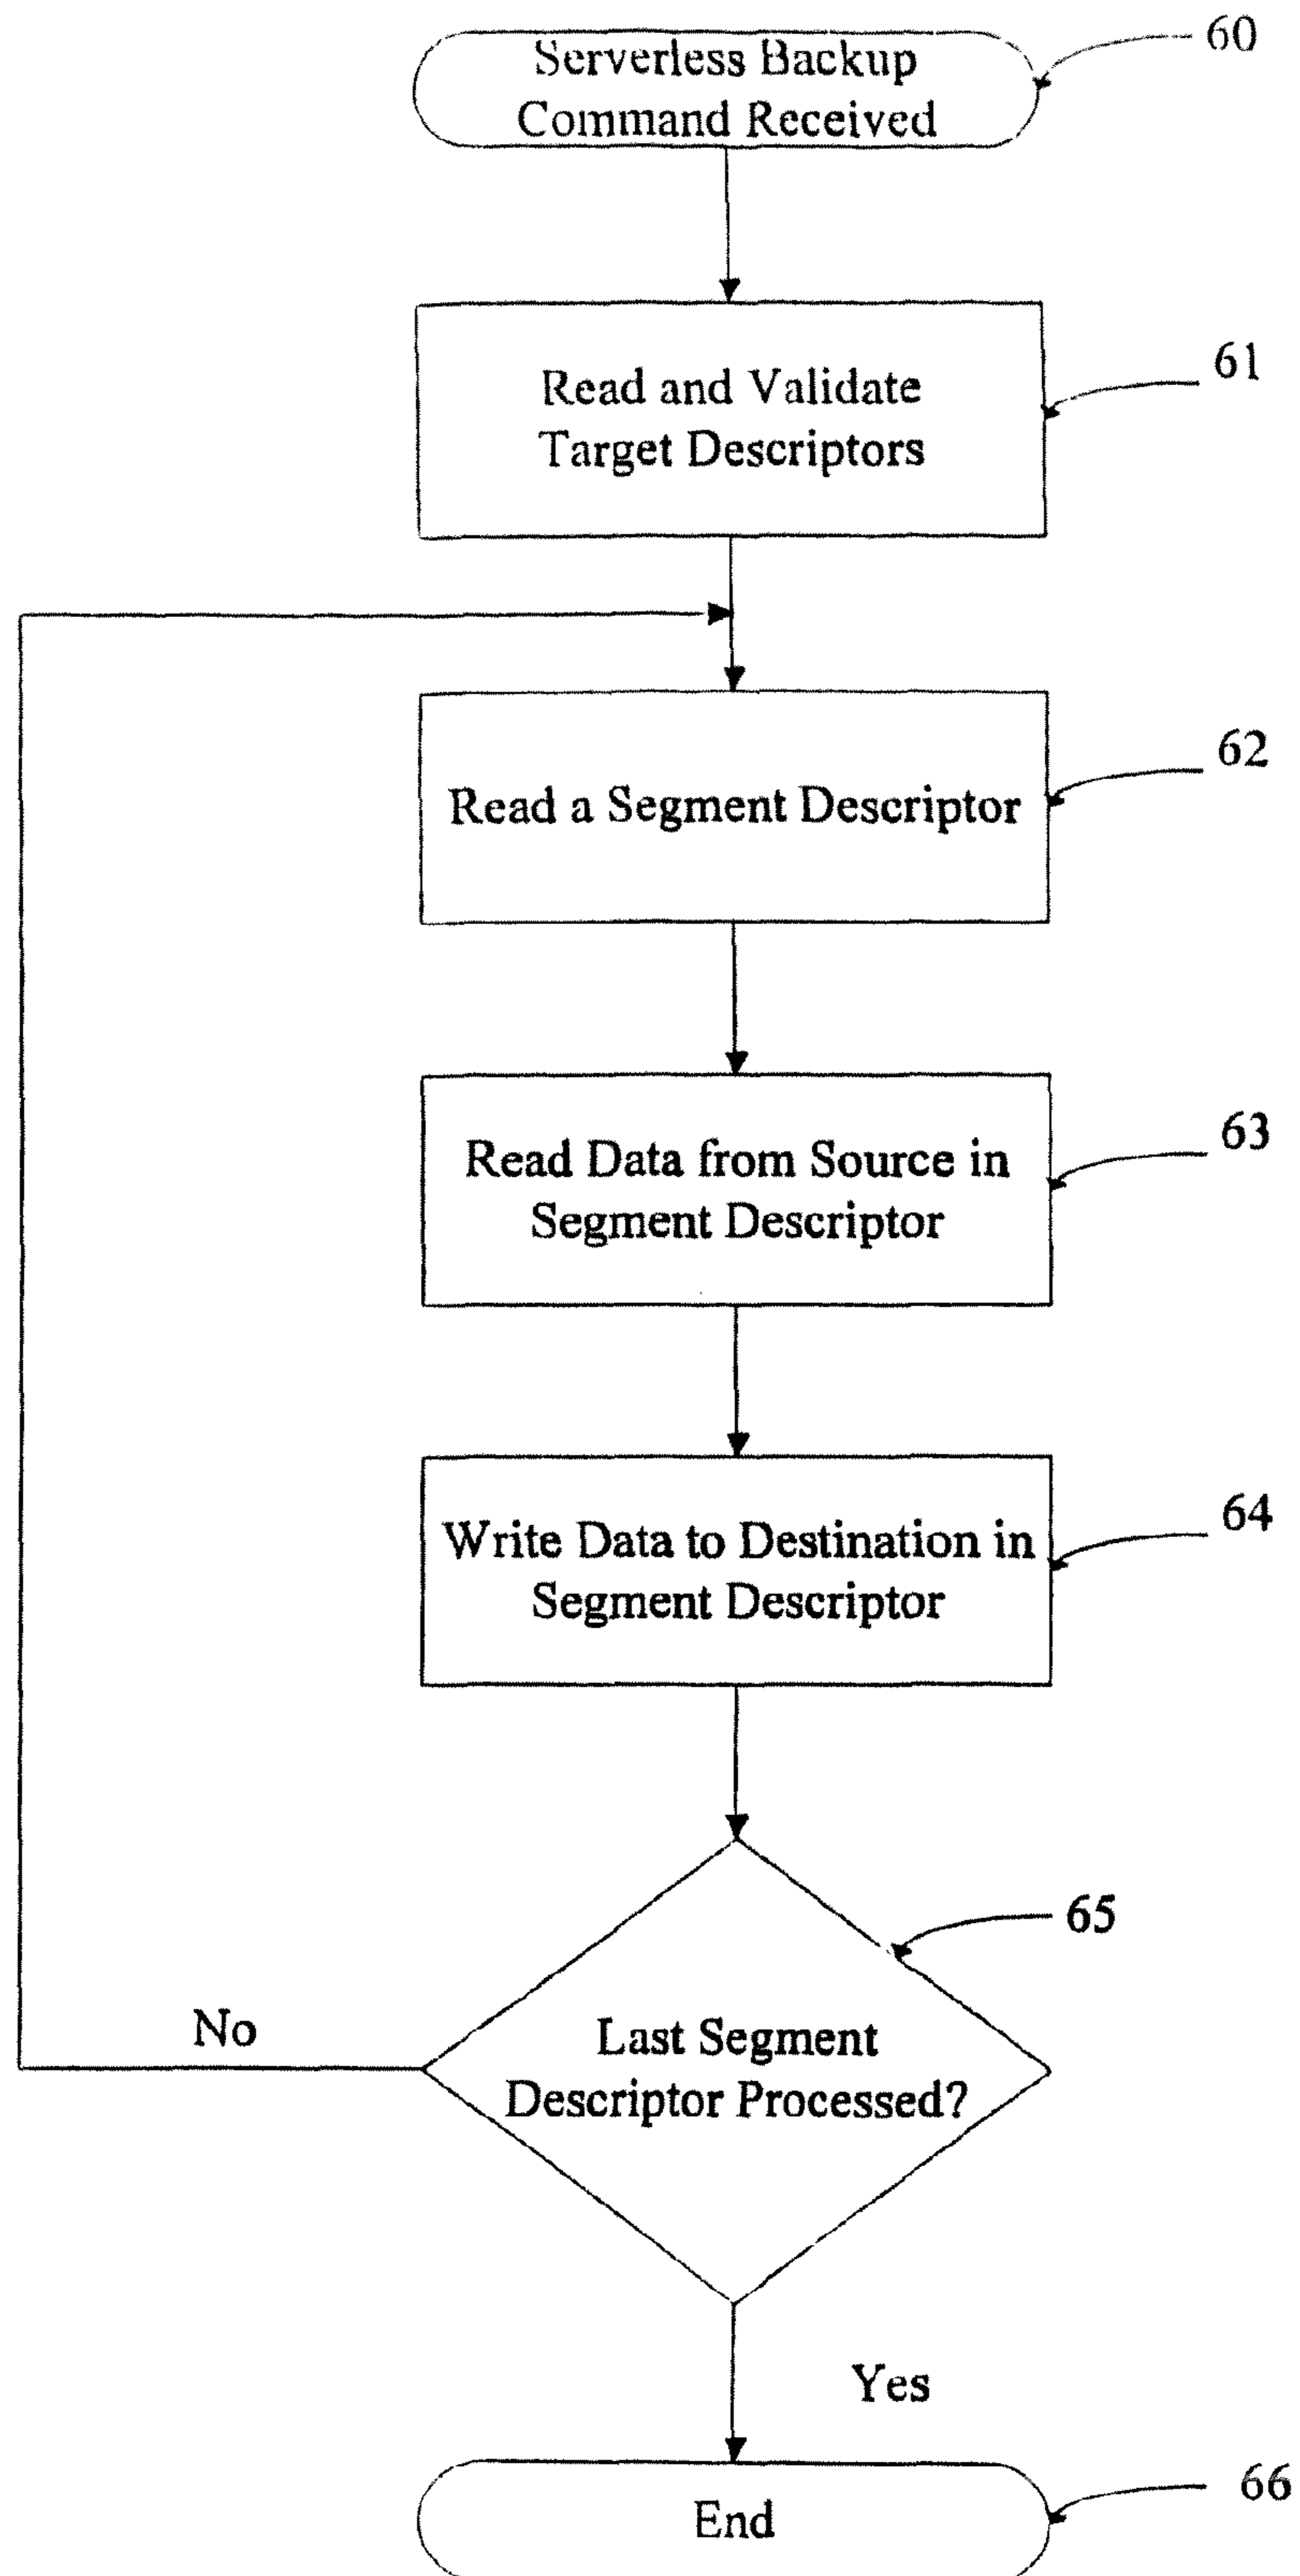 Serverless Backup
Command Received
60
Read and Validate
Target Descriptors
61
Read a Segment Descriptor
62
Read Data from Source in
Segment Descriptor
63
Write Data to Destination in
Segment Descriptor
64
65
Last Segment
Descriptor Processed?
No
Yes
End
66